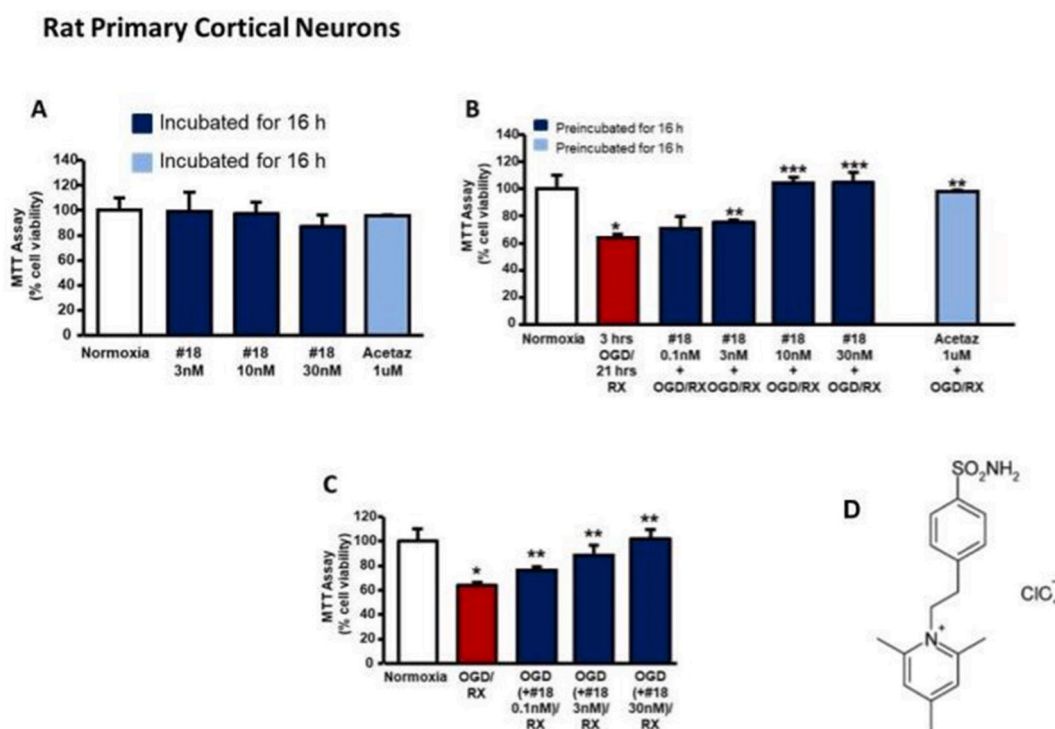 Rat Primary Cortical Neurons
A
Incubated for 16 h
Incubated for 16 h
MTT Assay
(% cell viability)
140
120
100
80
60
40
20
0
Normoxia
#18
3nM
#18
10nM
#18
30nM
Acetaz
1uM
B
Preincubated for 16 h
Preincubated for 16 h
MTT Assay
(% cell viability)
140
120
100
80
60
40
20
0
*
**
***
***
**
Normoxia
3 hrs
OGD/
21 hrs
RX
#18
0.1nM
+
OGD/RX
#18
3nM
+
OGD/RX
#18
10nM
+
OGD/RX
#18
30nM
+
OGD/RX
Acetaz
1uM
+
OGD/RX
C
MTT Assay
(% cell viability)
120
100
80
60
40
20
0
*
**
**
**
Normoxia
OGD/
RX
OGD
(+#18
0.1nM)/
RX
OGD
(+#18
3nM)/
RX
OGD
(+#18
30nM)/
RX
D
SO₂NH₂
N
+